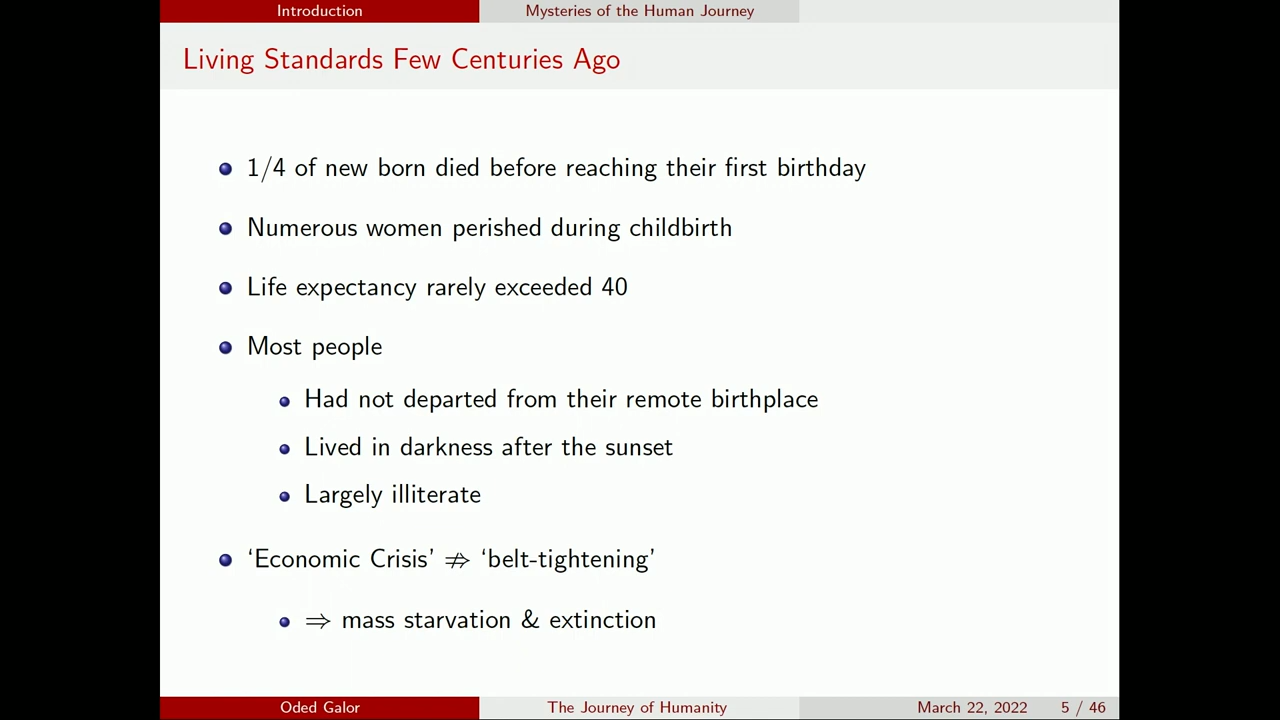 Introduction
Mysteries of the Human Journey
Living Standards Few Centuries Ago
1/4 of new born died before reaching their first birthday
Numerous women perished during childbirth
Life expectancy rarely exceeded 40
Most people
Had not departed from their remote birthplace
Lived in darkness after the sunset
Largely illiterate
‘Economic Crisis’ ⇏ ‘belt-tightening’
⇒ mass starvation & extinction
Oded Galor
The Journey of Humanity
March 22, 2022
5 / 46